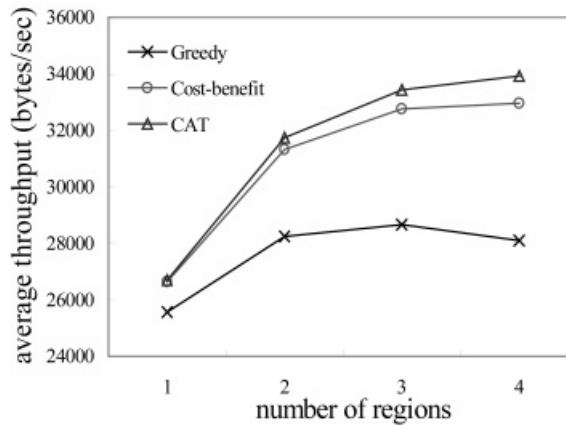 average throughput (bytes/sec)
36000
34000
32000
30000
28000
26000
24000
Greedy
Cost-benefit
CAT
1 2 3 4
number of regions